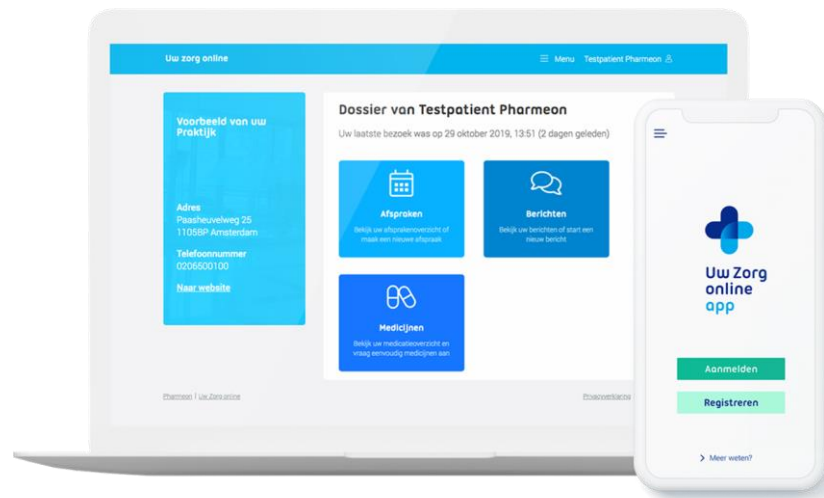 Uw zorg online
Menu Testpatient Pharmeon
Voorbeeld van uw
Praktijk
Adres
Paasheuvelweg 25
1105BP Amsterdam
Telefoonnummer
0206500100
Naar website
Dossier van Testpatient Pharmeon
Uw laatste bezoek was op 29 oktober 2019, 13:51 (2 dagen geleden)
Afspraken
Bekijk uw afsprakenoverzicht of
maak een nieuwe afspraak
Berichten
Bekijk uw berichten of start een
nieuw bericht
Medicijnen
Bekijk uw medicatieoverzicht en
vraag eenvoudig medicijnen aan
Pharmeon | Uw Zorg online
Privacyverklaring
Uw Zorg
online
app
Aanmelden
Registreren
Meer weten?